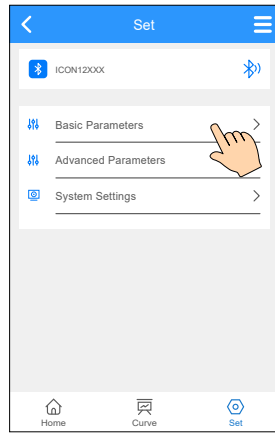 Set
ICON12XXX
Basic Parameters
Advanced Parameters
System Settings
Home
Curve
Set